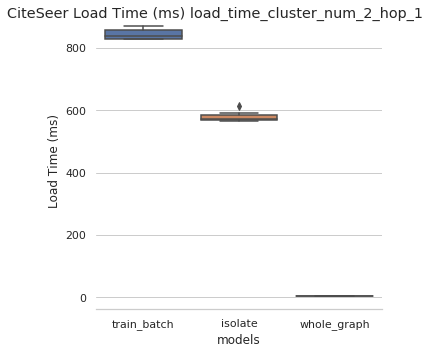 CiteSeer Load Time (ms) load_time_cluster_num_2_hop_1
800
600
400
200
0
Load Time (ms)
train_batch
isolate
whole_graph
models